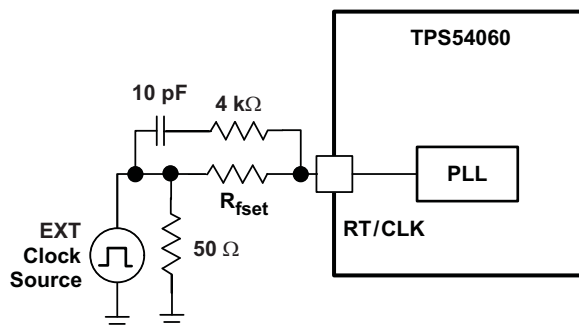 TPS54060
10 pF
4 kΩ
PLL
Rfset
RT/CLK
EXT
Clock
Source
50 Ω